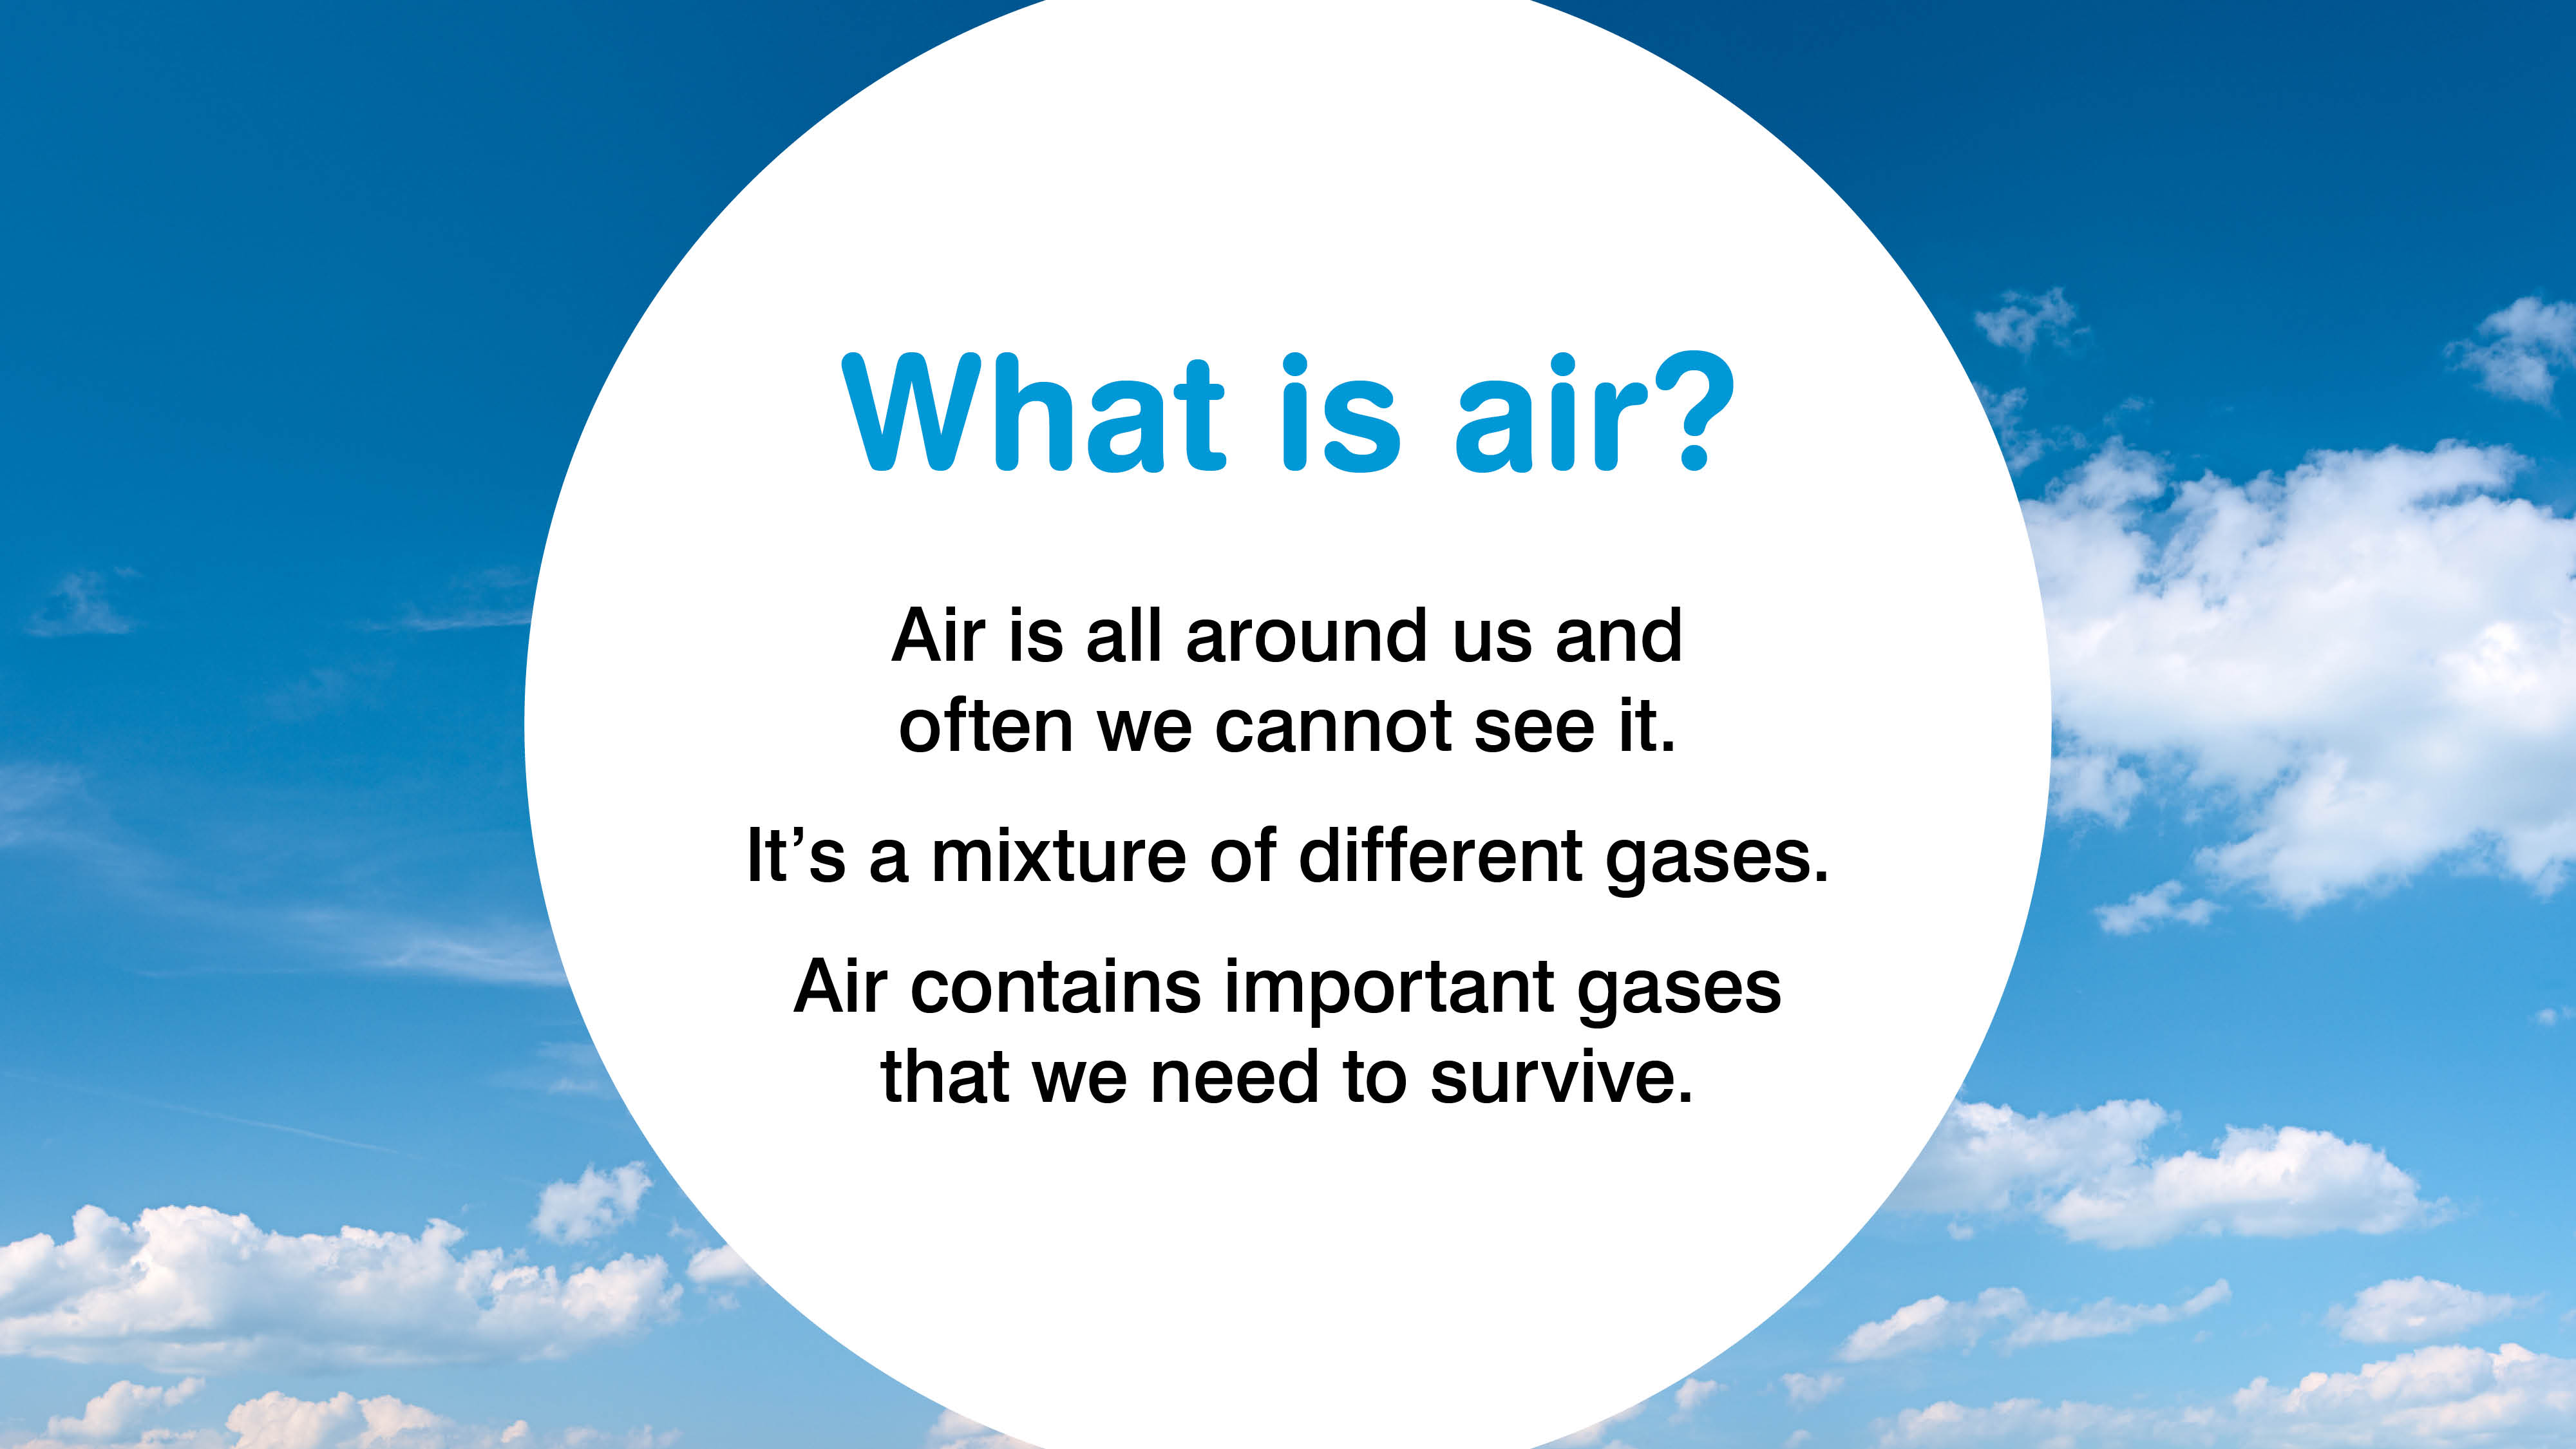 What is air?
Air is all around us and
often we cannot see it.
It’s a mixture of different gases.
Air contains important gases
that we need to survive.